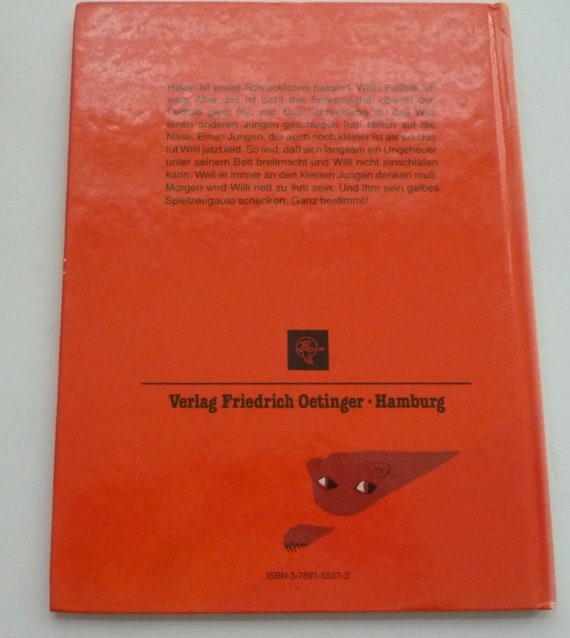 Heute ist etwas Schreckliches passiert. Willis Fußball ist
weg. Aber das ist nicht das Schreckliche, obwohl der
Fußball ganz neu war. Das Schreckliche ist, daß Willi
einen anderen Jungen geschlagen hat. Mitten auf die
Nase. Einen Jungen, der auch noch kleiner ist als er. Das
tut Willi jetzt leid. So leid, daß sich langsam ein Ungeheuer
unter seinem Bett breitmacht und Willi nicht einschlafen
kann. Weil er immer an den kleinen Jungen denken muß.
Morgen wird Willi nett zu ihm sein. Und ihm sein gelbes
Spielzeugauto schenken. Ganz bestimmt!
Verlag Friedrich Oetinger · Hamburg
ISBN 3-7891-5537-3